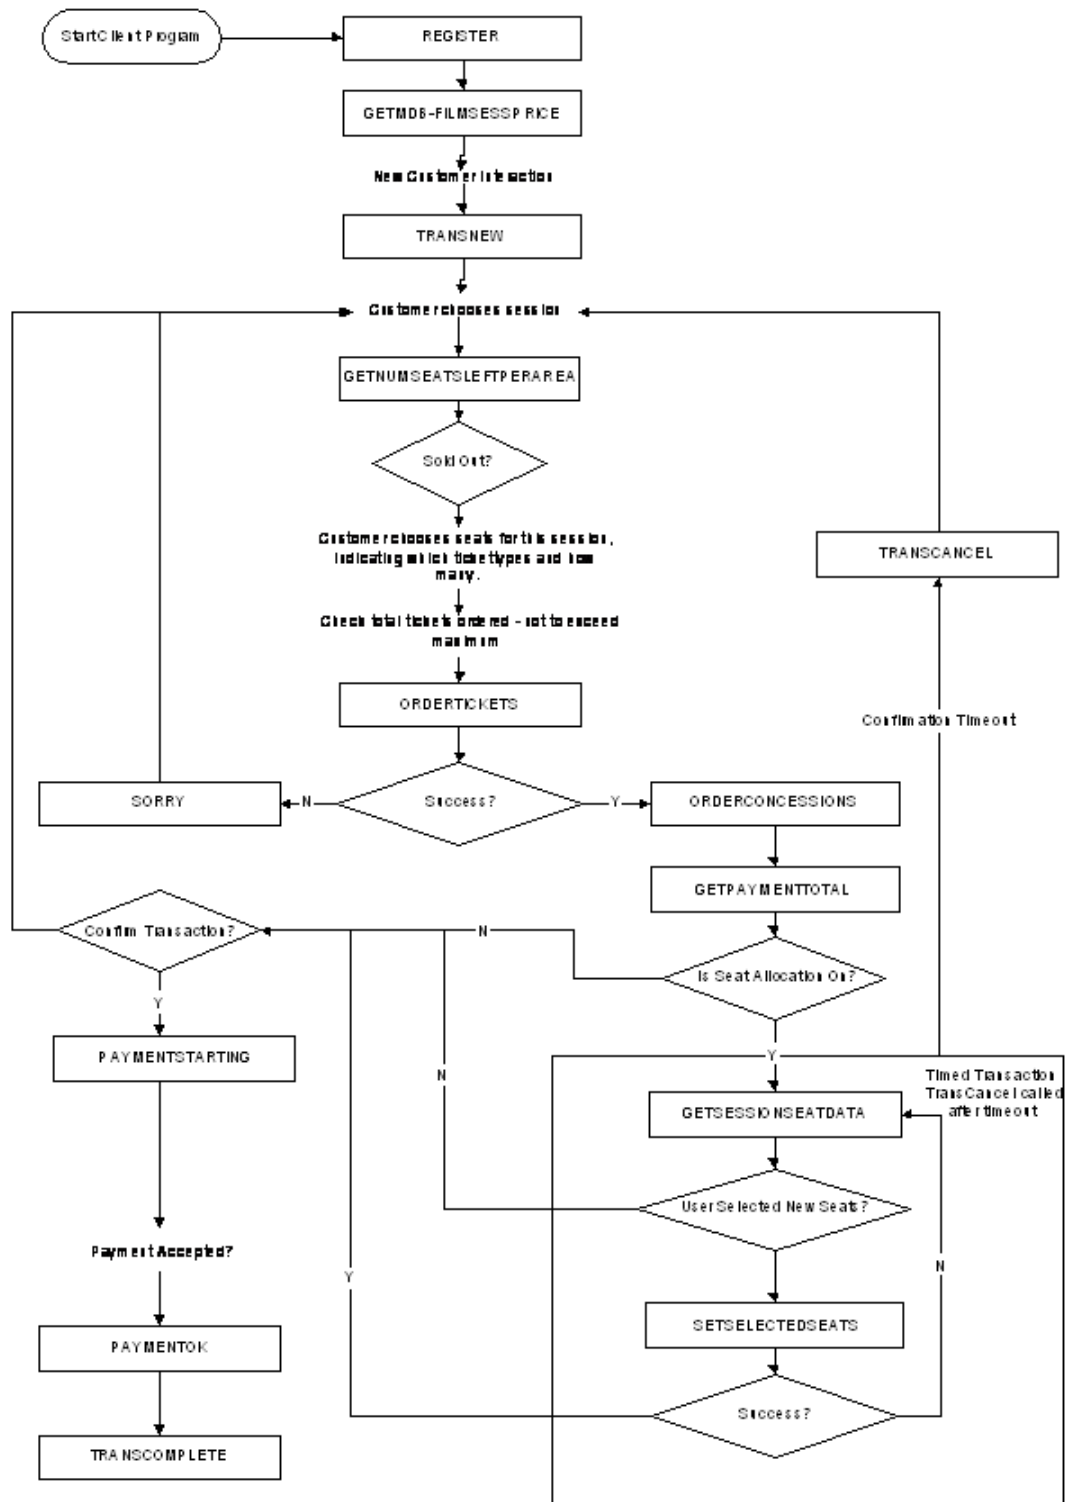 Start Client Program
REGISTER
GETMDB-FILMSESSPRICE
New Customer Interaction
TRANSNEW
Customer chooses session
GETNUMSEATSLEFTPERAREA
Sold Out?
Customer chooses seats for this session,
indicating which ticket types and how
many.
TRANSCANCEL
Check total tickets ordered - not to exceed
maximum
ORDERTICKETS
Confirmation Timeout
SORRY
N
Success?
Y
ORDERCONCESSIONS
GETPAYMENTTOTAL
Confirm Transaction?
N
Is Seat Allocation On?
Y
PAYMENTSTARTING
Y
N
Timed Transaction
TransCancel called
after timeout
GETSESSIONSEATDATA
User Selected New Seats?
Payment Accepted?
Y
N
SETSELECTEDSEATS
PAYMENTOK
Success?
TRANSCOMPLETE